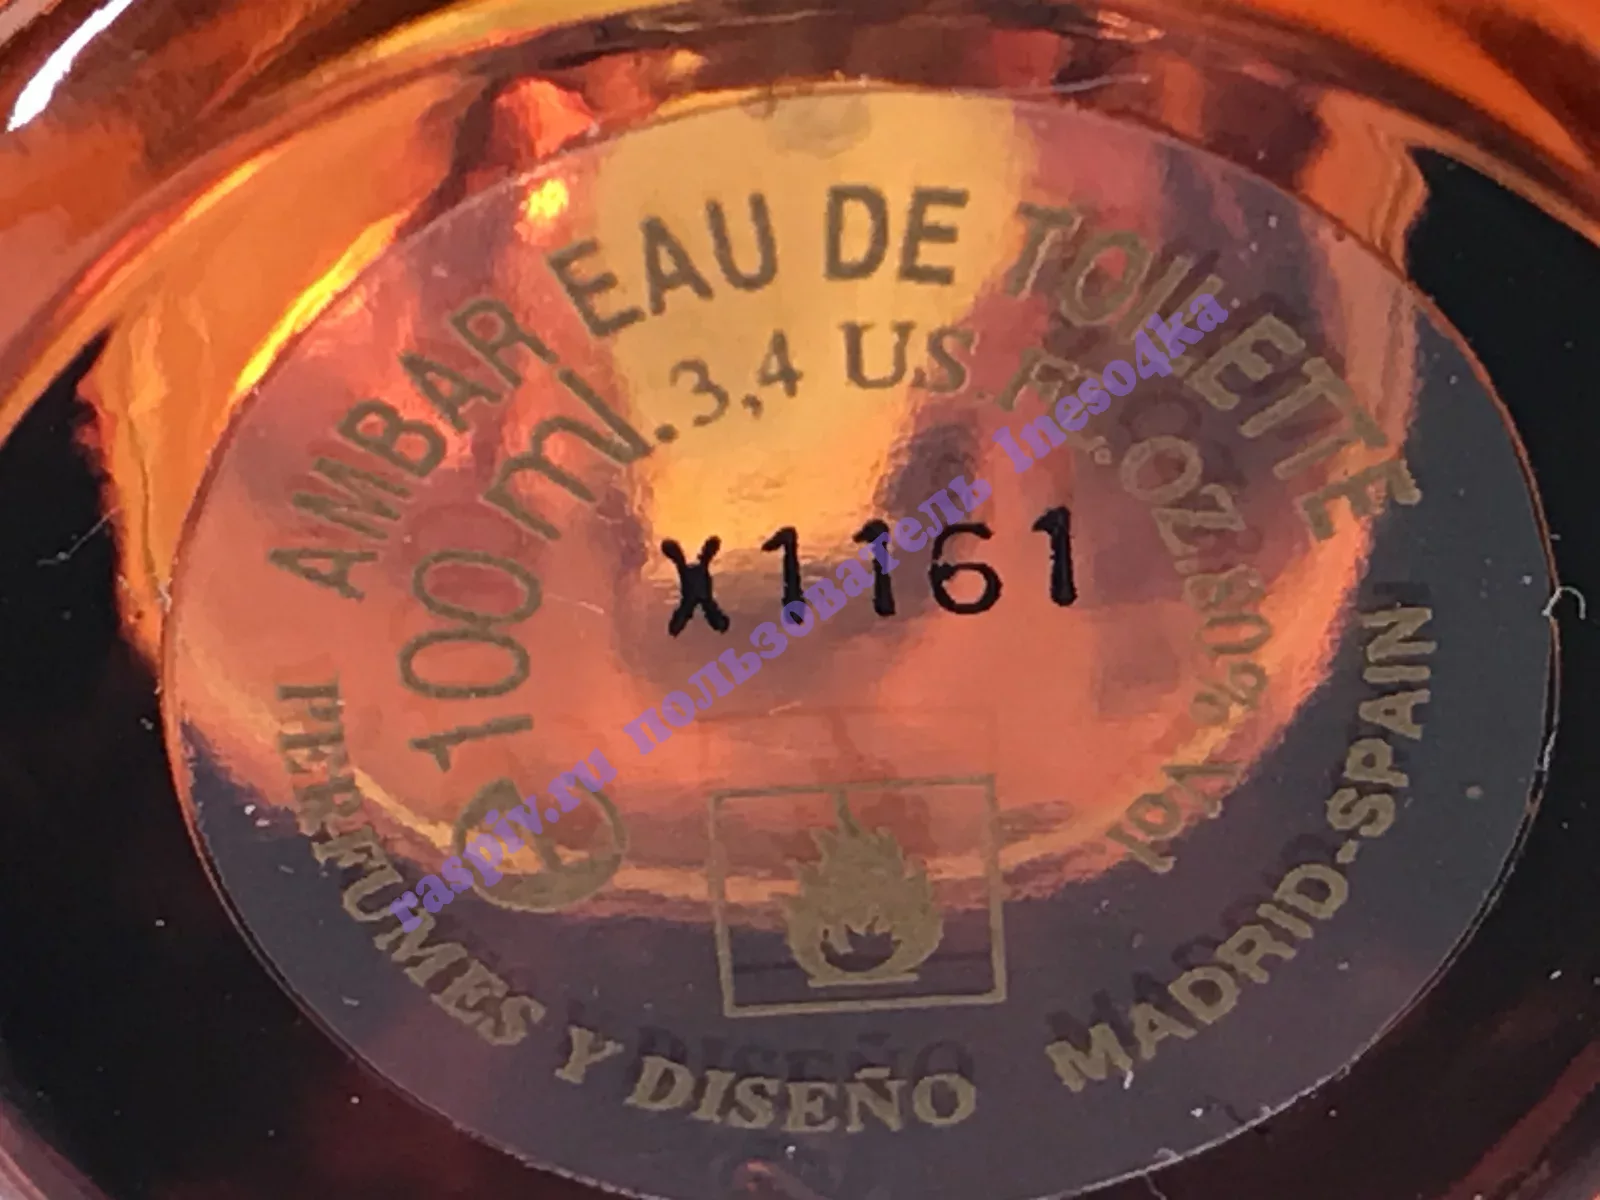 AMBAR EAU DE TOILETTE
100 ml. 3,4 US.FL.OZ.80% VOL
X1161
PERFUMES Y DISEÑO MADRID-SPAIN
raspiv.ru пользователь Ineso4ka